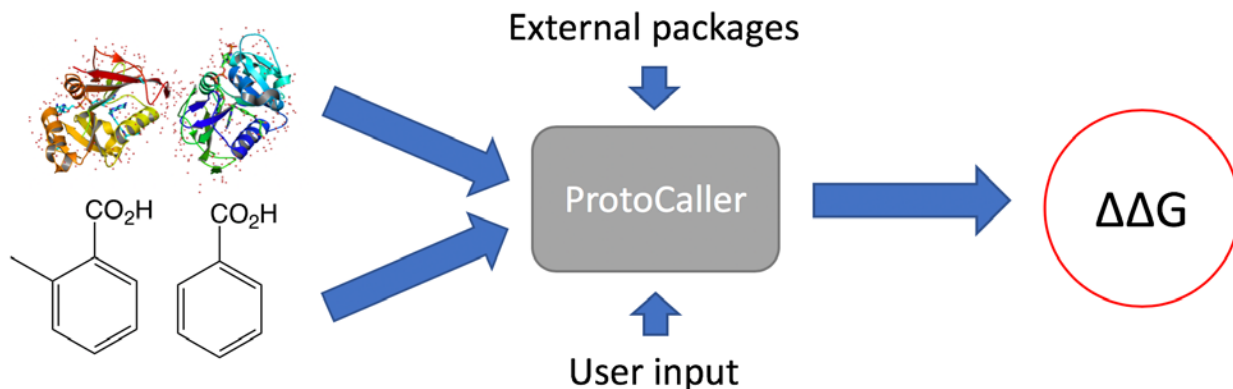 External packages
CO₂H
CO₂H
ProtoCaller
ΔΔG
User input